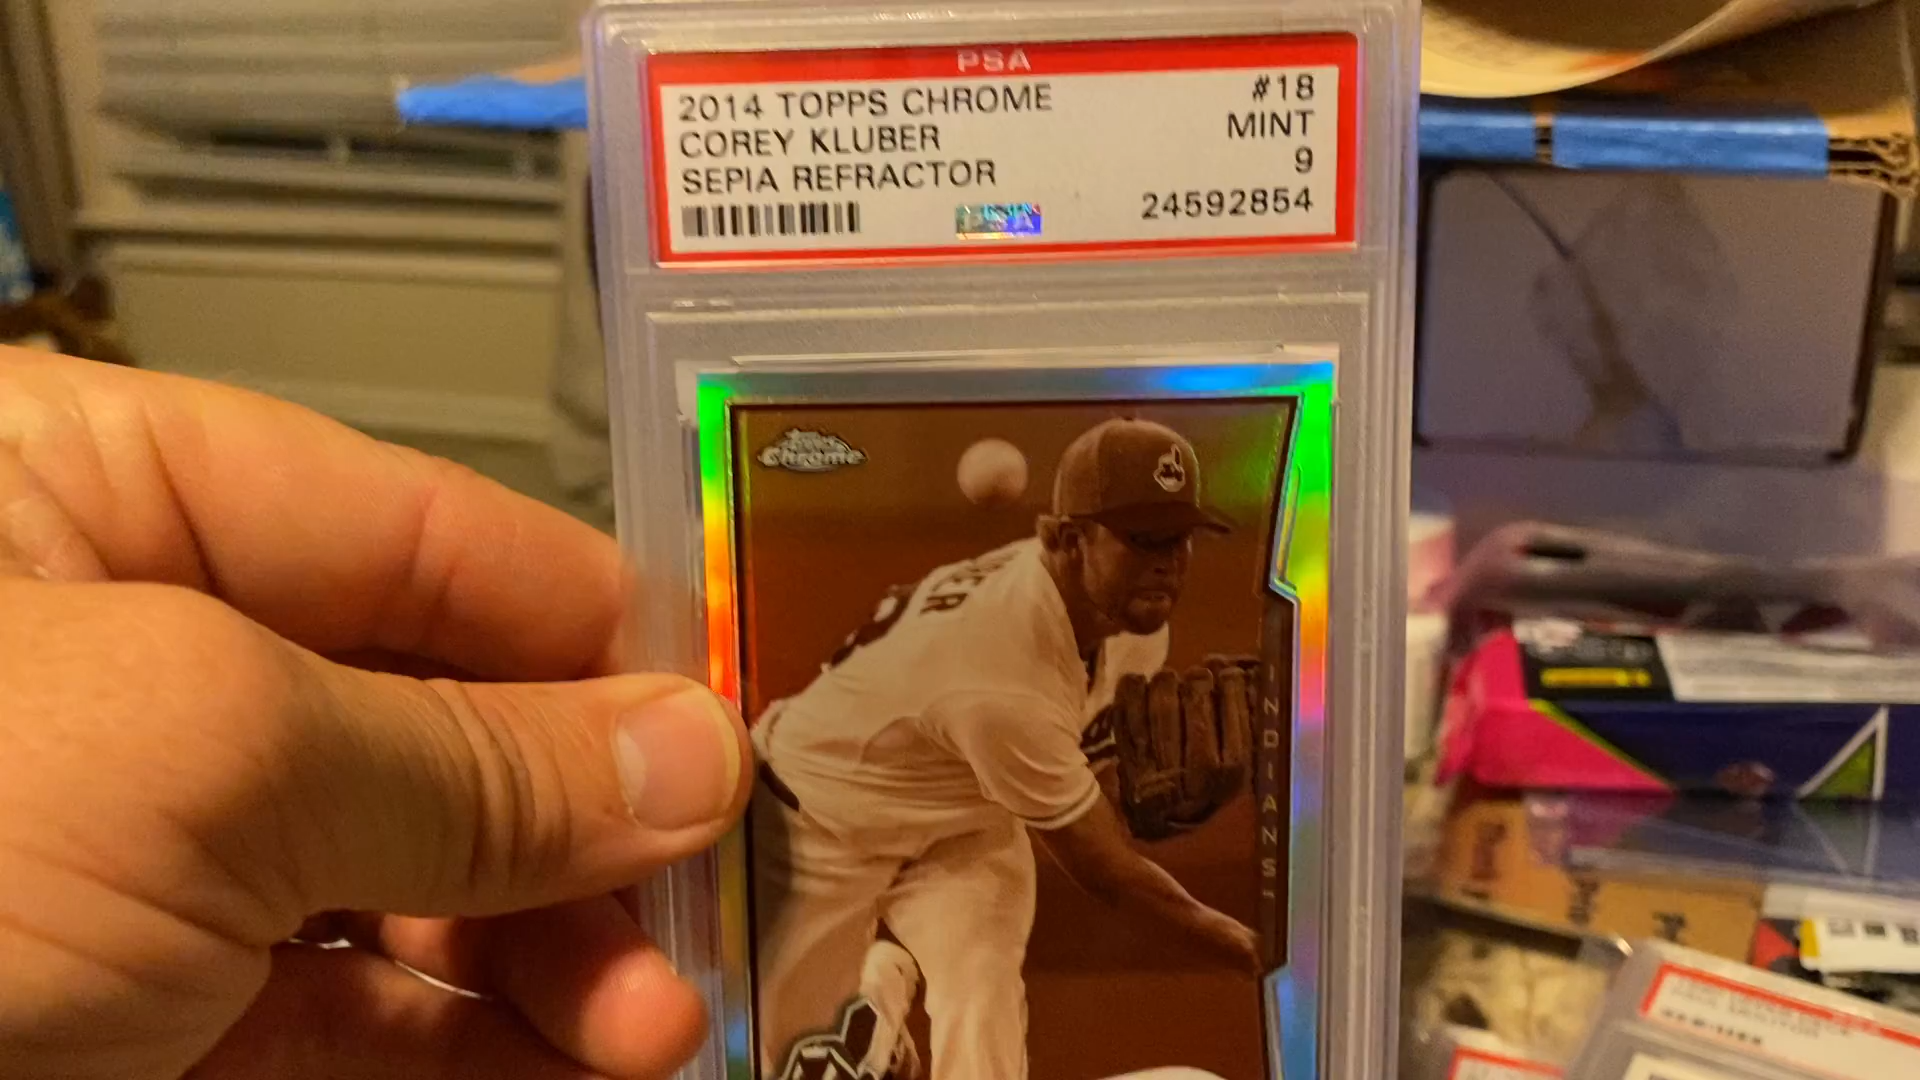 PSA
2014 TOPPS CHROME
#18
COREY KLUBER
MINT
SEPIA REFRACTOR
9
24592854
PSA
Chrome
INDIANS